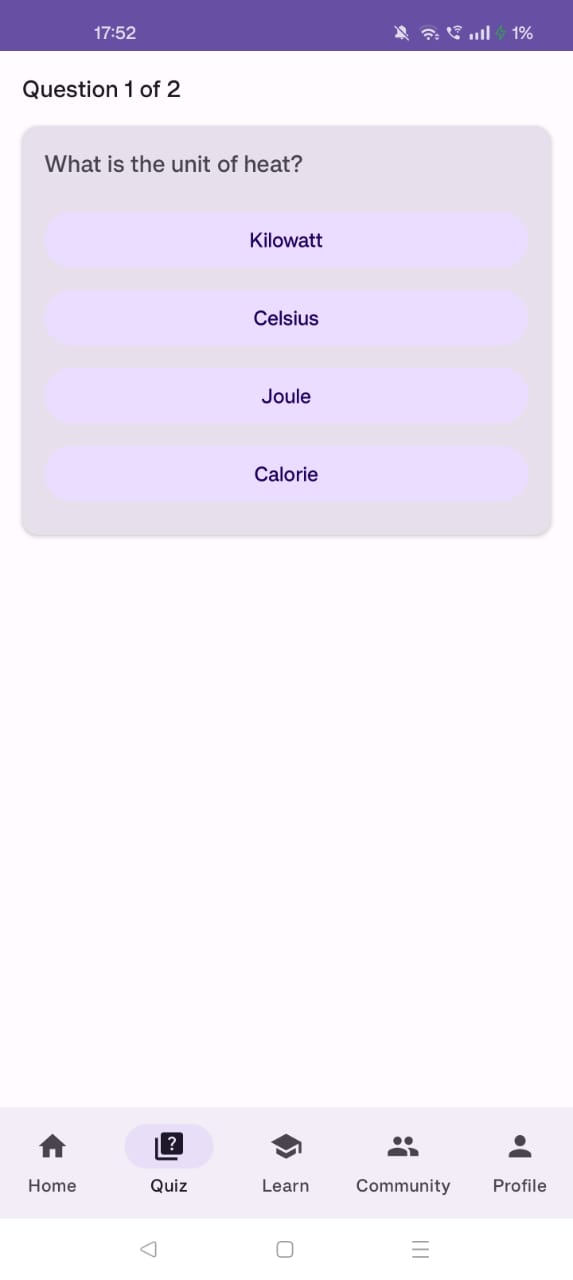 17:52 1%
Question 1 of 2
What is the unit of heat?
Kilowatt
Celsius
Joule
Calorie
?
Home Quiz Learn Community Profile